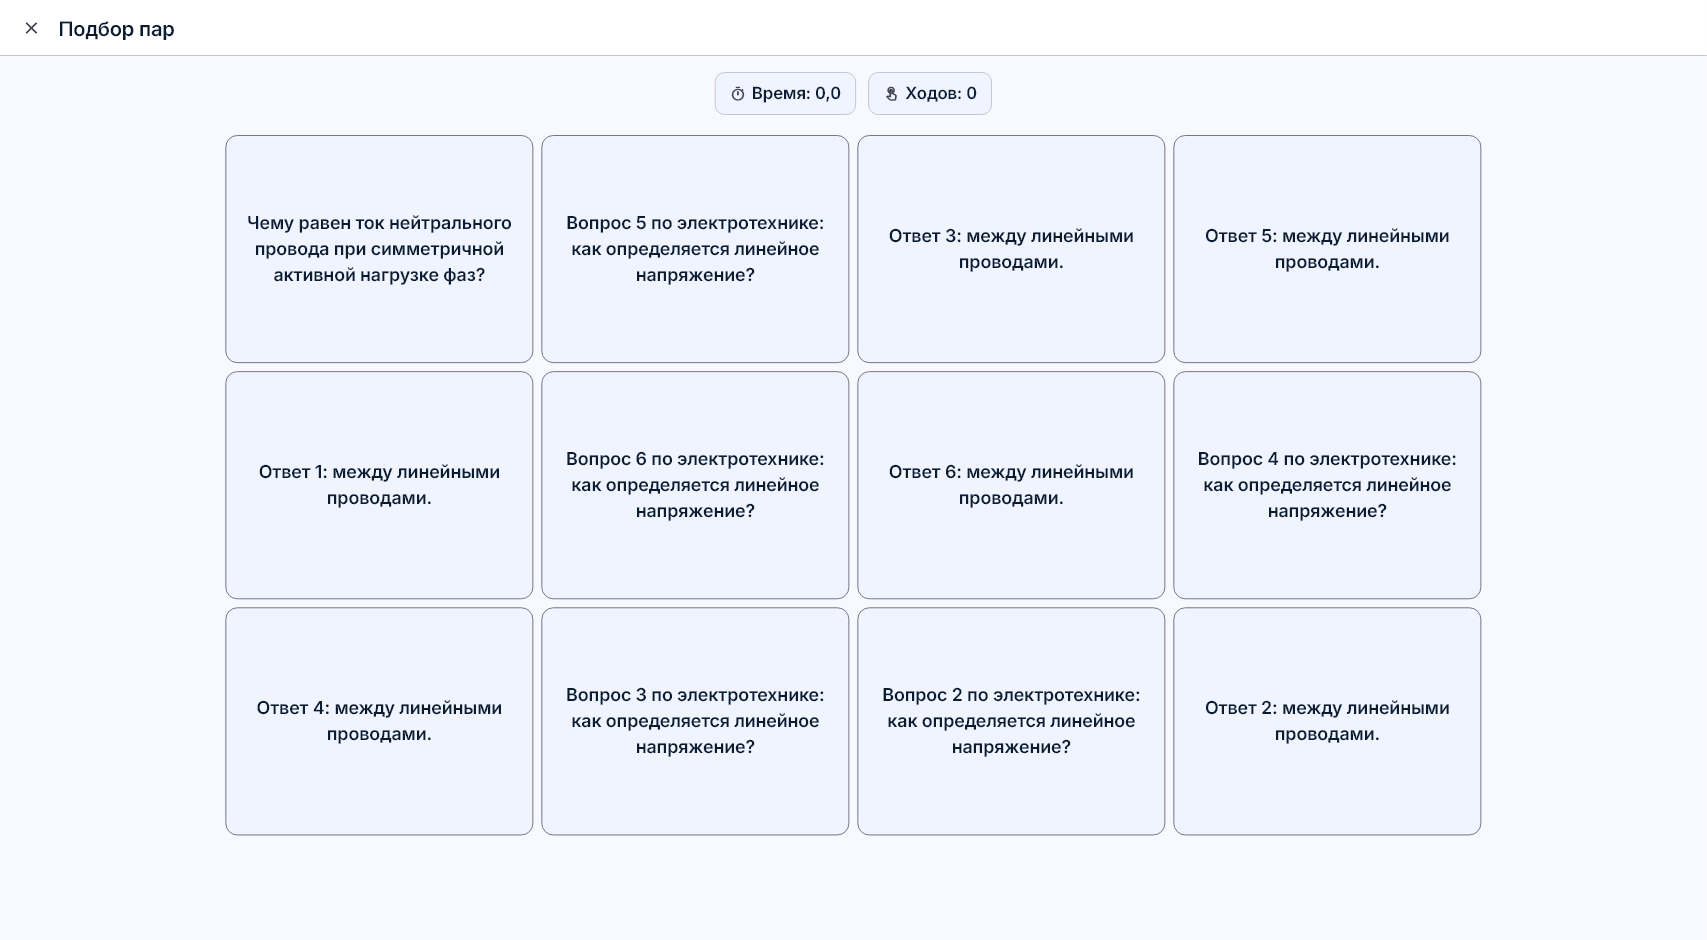 Подбор пар
Время: 0,0
Ходов: 0
Чему равен ток нейтрального
провода при симметричной
активной нагрузке фаз?
Вопрос 5 по электротехнике:
как определяется линейное
напряжение?
Ответ 3: между линейными
проводами.
Ответ 5: между линейными
проводами.
Ответ 1: между линейными
проводами.
Вопрос 6 по электротехнике:
как определяется линейное
напряжение?
Ответ 6: между линейными
проводами.
Вопрос 4 по электротехнике:
как определяется линейное
напряжение?
Ответ 4: между линейными
проводами.
Вопрос 3 по электротехнике:
как определяется линейное
напряжение?
Вопрос 2 по электротехнике:
как определяется линейное
напряжение?
Ответ 2: между линейными
проводами.